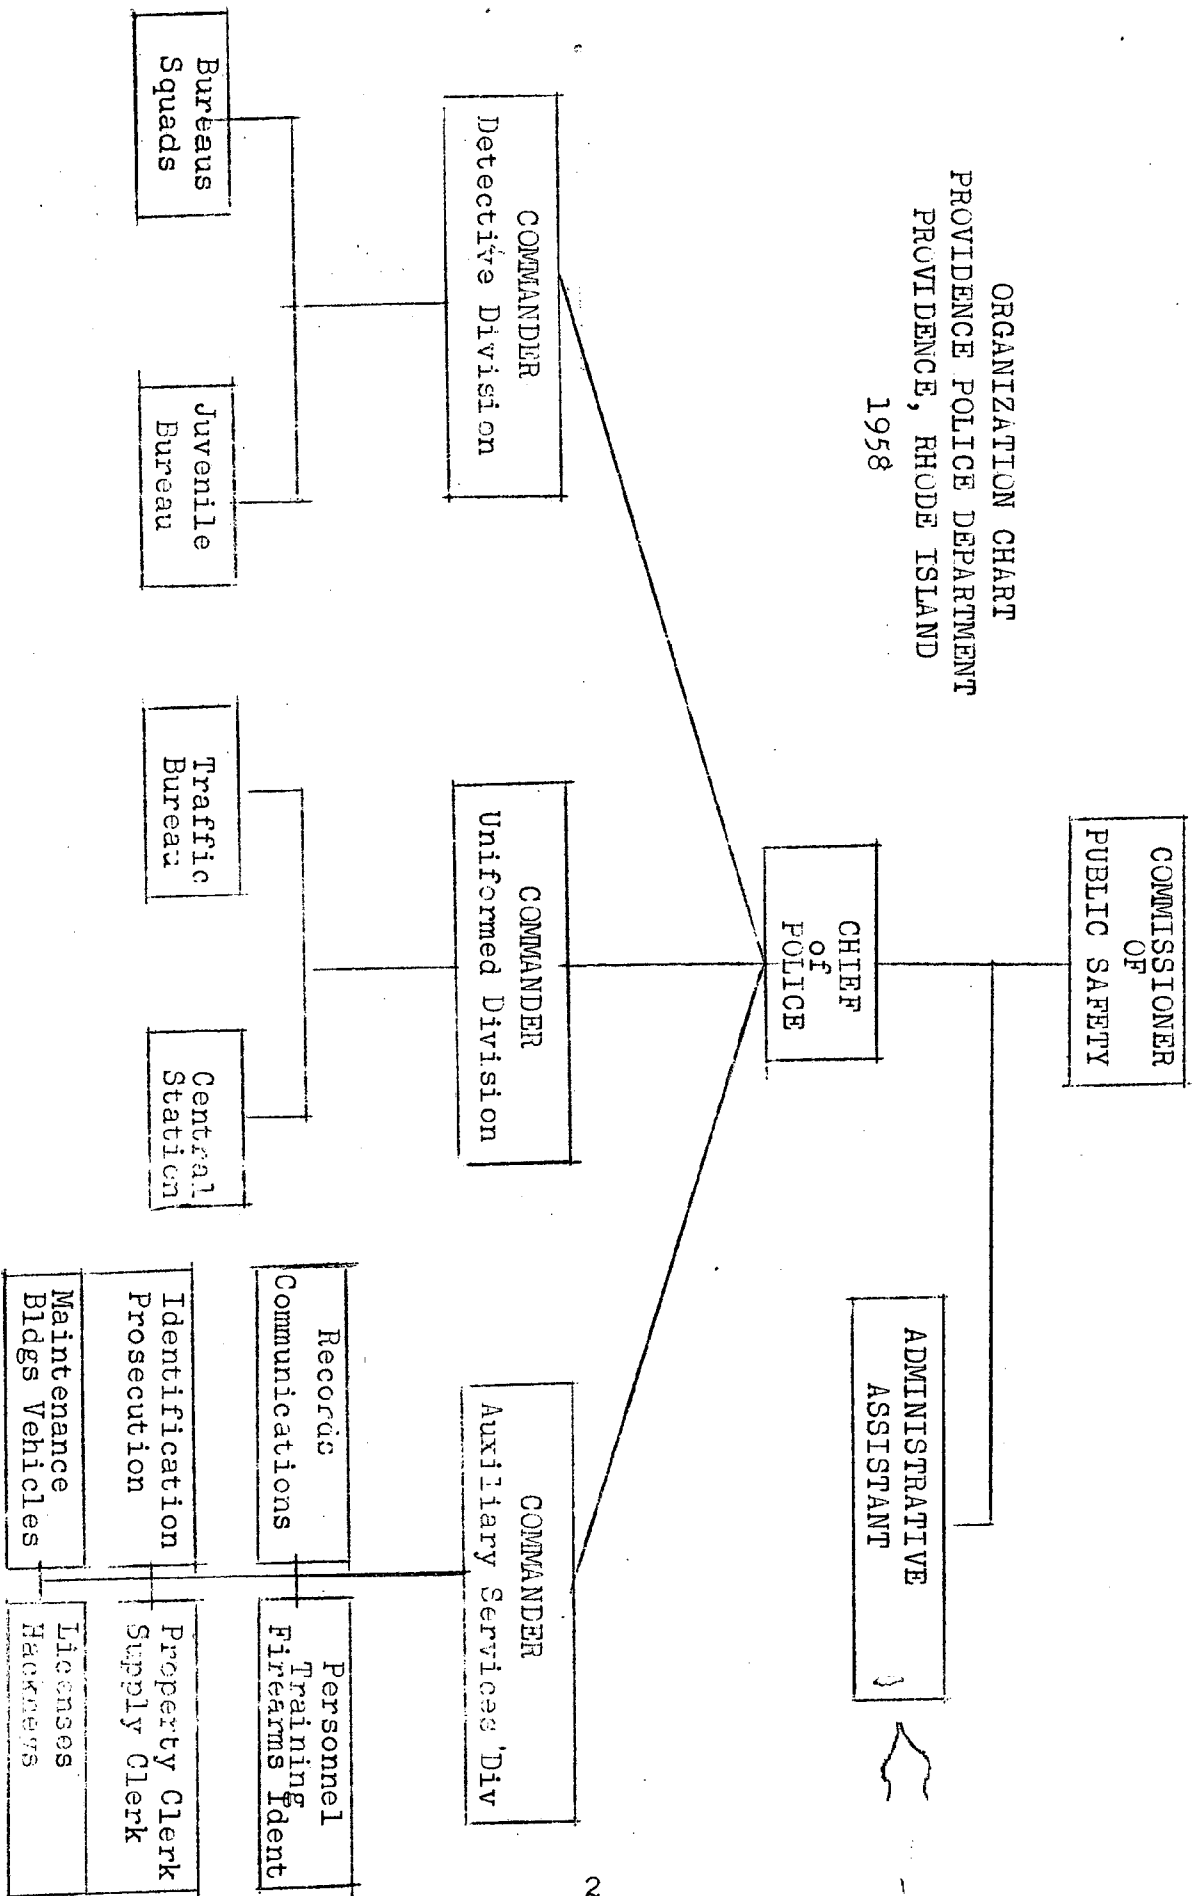 ORGANIZATION CHART
PROVIDENCE POLICE DEPARTMENT
PROVIDENCE, RHODE ISLAND
1958
COMMISSIONER
OF
PUBLIC SAFETY
ADMINISTRATIVE
ASSISTANT
CHIEF
of
POLICE
COMMANDER
Detective Division
COMMANDER
Uniformed Division
COMMANDER
Auxiliary Services Div
Bureaus
Squads
Juvenile
Bureau
Traffic
Bureau
Central
Station
Records
Communications
Personnel
Training
Firearms Ident
Identification
Prosecution
Property Clerk
Supply Clerk
Maintenance
Bldgs Vehicles
Licenses
Hackneys
2